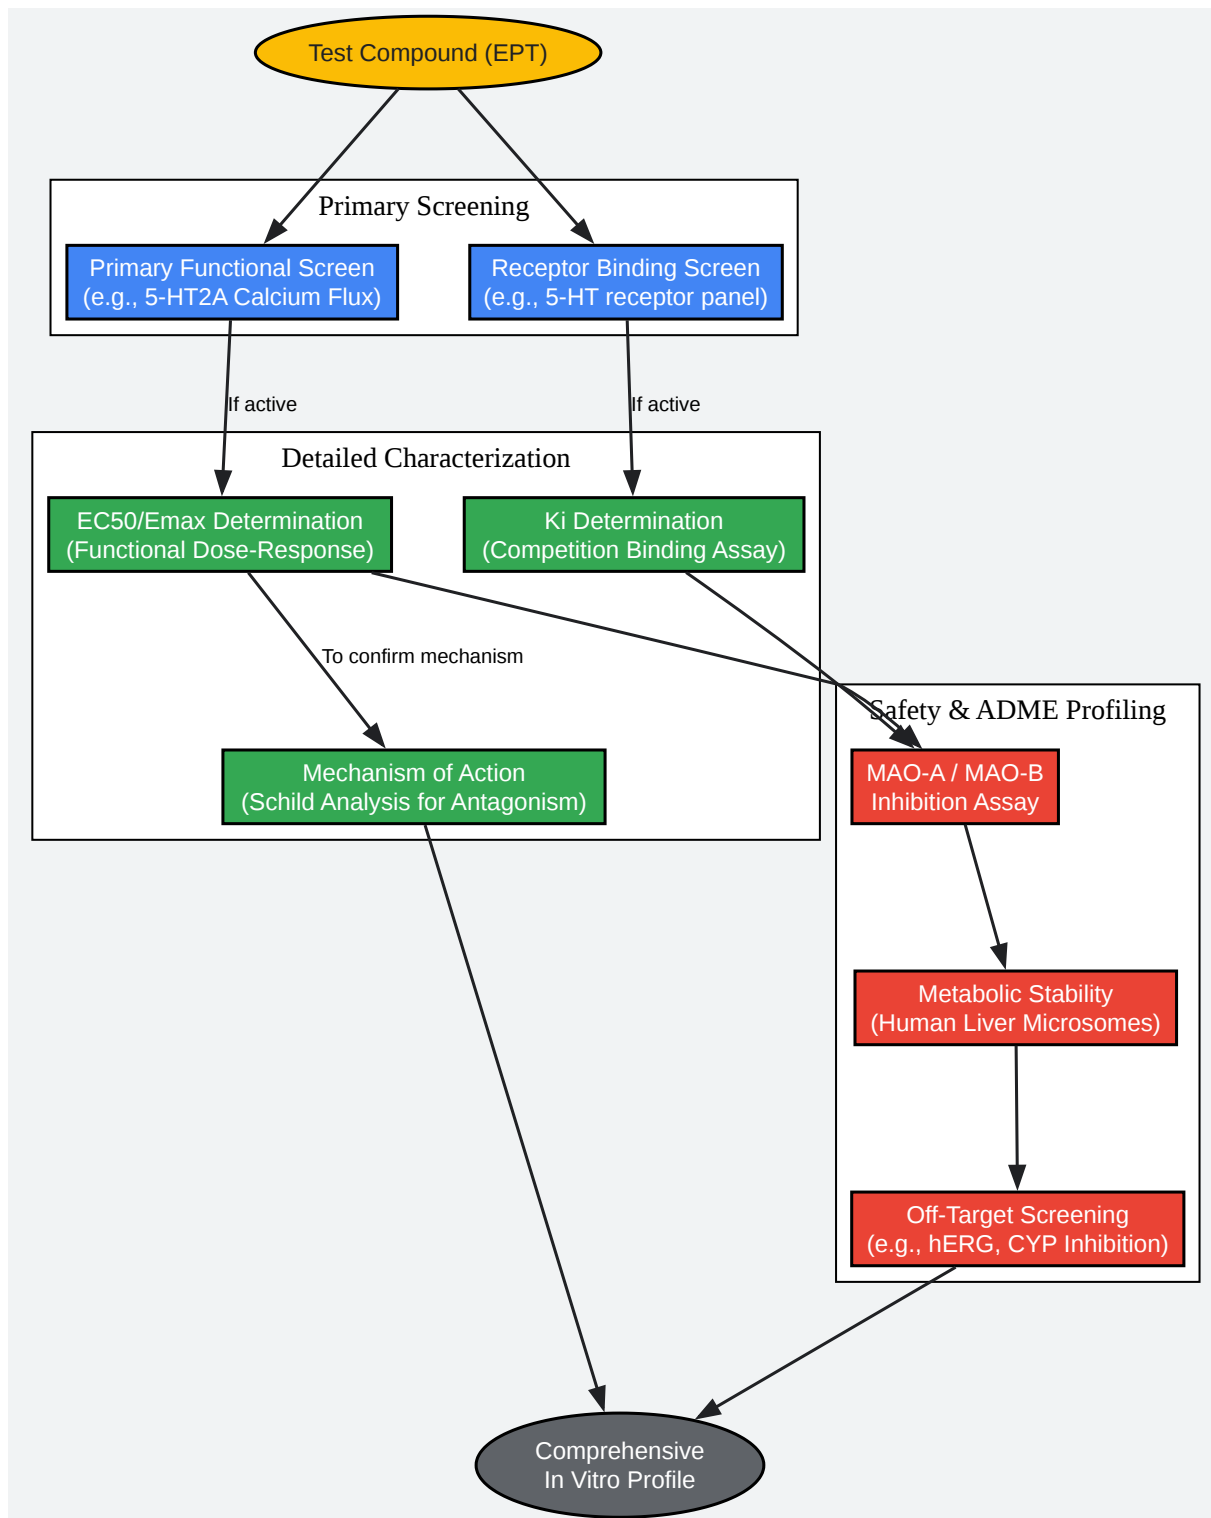 Test Compound (EPT)
Primary Screening
Primary Functional Screen
(e.g., 5-HT2A Calcium Flux)
Receptor Binding Screen
(e.g., 5-HT receptor panel)
If active
If active
Detailed Characterization
EC50/Emax Determination
(Functional Dose-Response)
Ki Determination
(Competition Binding Assay)
To confirm mechanism
Safety & ADME Profiling
Mechanism of Action
(Schild Analysis for Antagonism)
MAO-A / MAO-B
Inhibition Assay
Metabolic Stability
(Human Liver Microsomes)
Off-Target Screening
(e.g., hERG, CYP Inhibition)
Comprehensive
In Vitro Profile